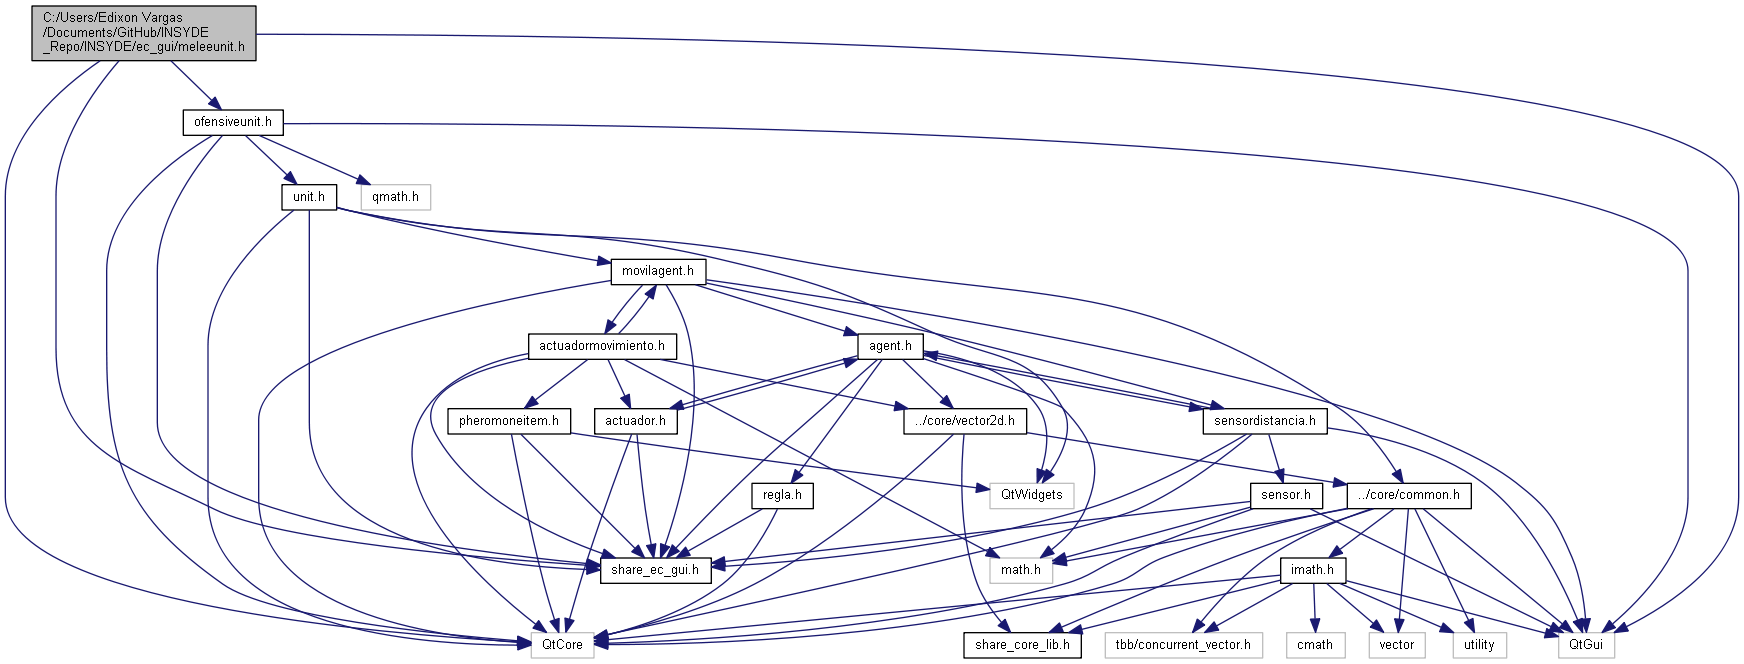 C:/Users/Edixon Vargas
/Documents/GitHub/INSYDE
_Repo/INSYDE/ec_gui/meleeunit.h
ofensiveunit.h
unit.h
qmath.h
movilagent.h
actuadormovimiento.h
agent.h
pheromoneitem.h
actuador.h
../core/vector2d.h
sensordistancia.h
regla.h
QtWidgets
sensor.h
../core/common.h
share_ec_gui.h
math.h
imath.h
QtCore
share_core_lib.h
tbb/concurrent_vector.h
cmath
vector
utility
QtGui